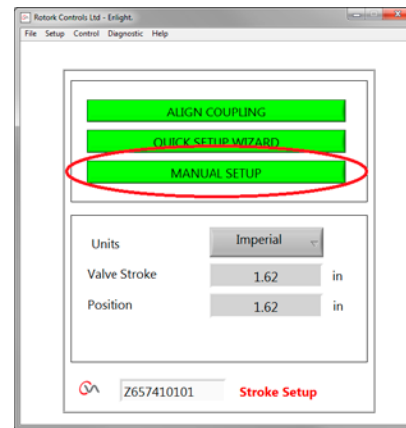 Rotork Controls Ltd - Enlight.
File Setup Control Diagnostic Help
ALIGN COUPLING
QUICK SETUP WIZARD
MANUAL SETUP
Units Imperial
Valve Stroke 1.62 in
Position 1.62 in
Z657410101 Stroke Setup